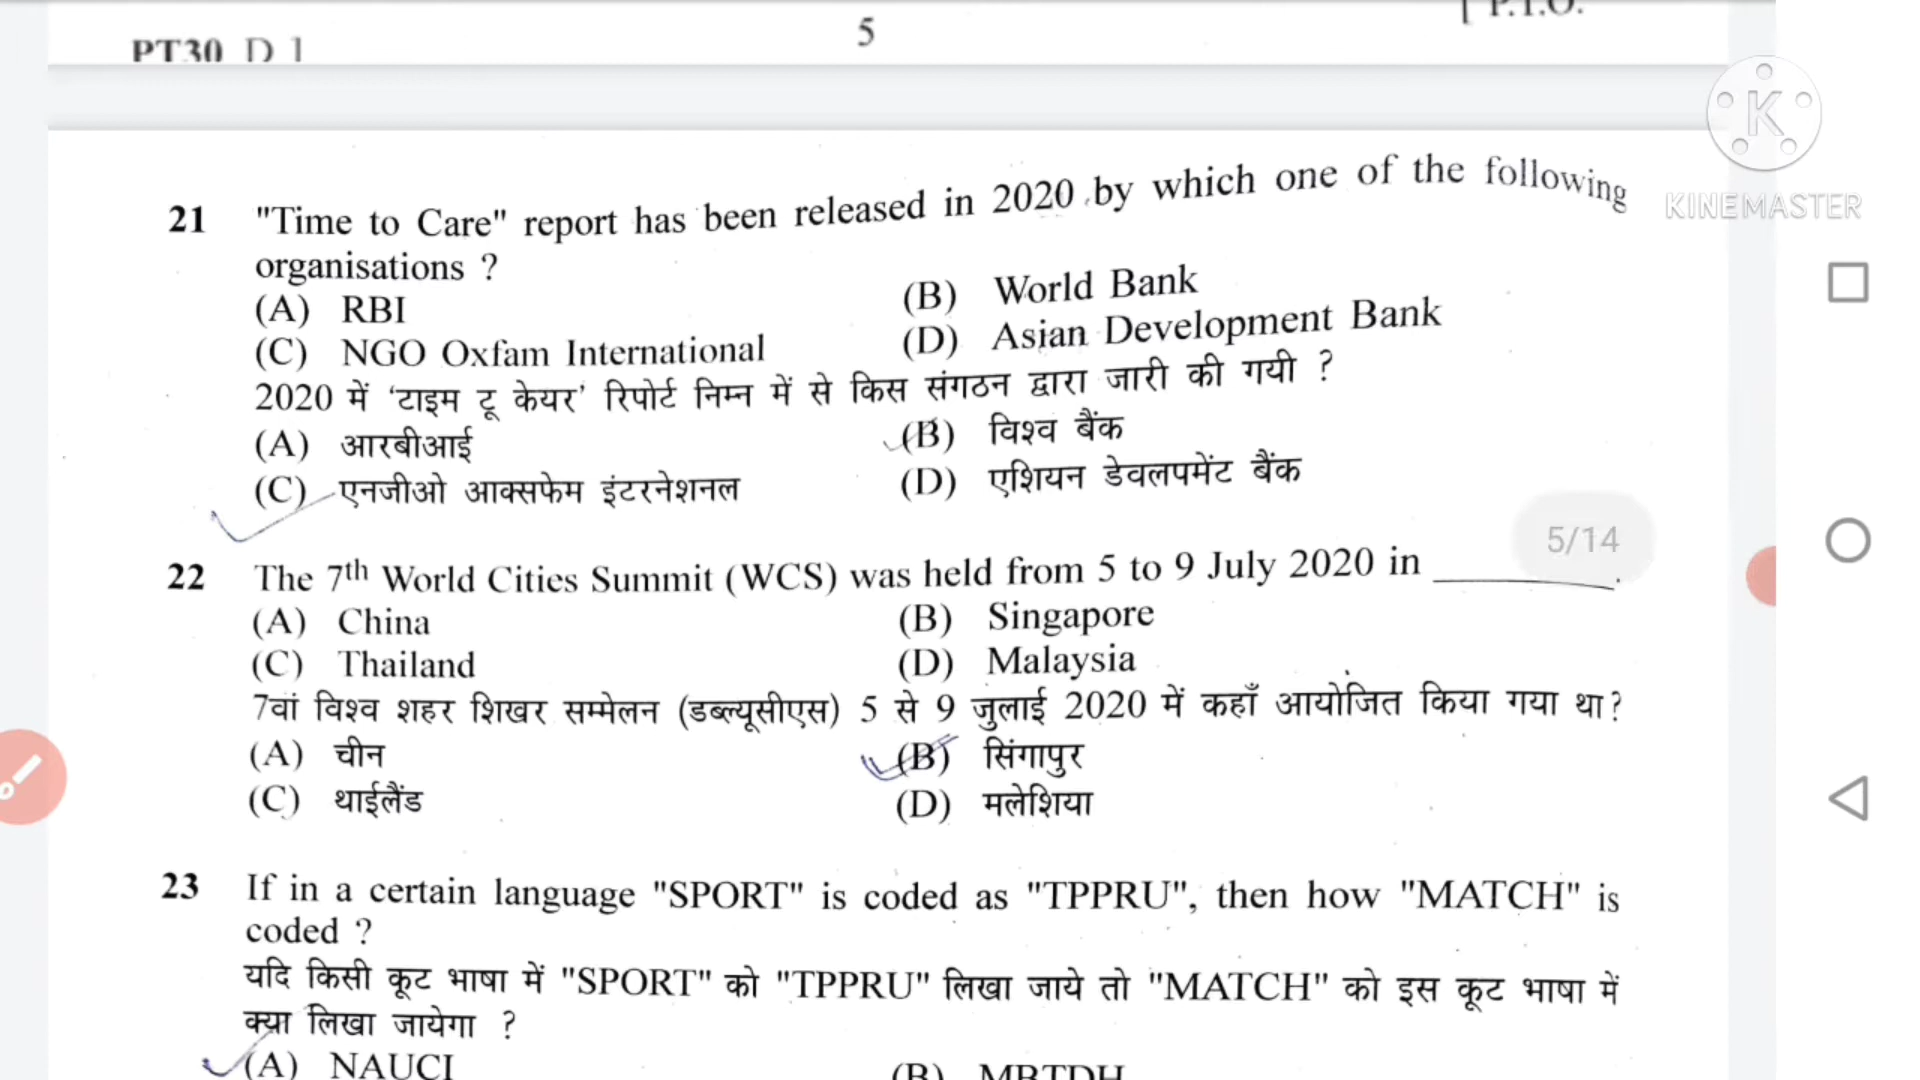 PT30 D 1
5
[ P.T.O.
K
KINEMASTER
21 "Time to Care" report has been released in 2020 by which one of the following
organisations ?
(A) RBI (B) World Bank
(C) NGO Oxfam International (D) Asian Development Bank
2020 में 'टाइम टू केयर' रिपोर्ट निम्न में से किस संगठन द्वारा जारी की गयी ?
(A) आरबीआई (B) विश्व बैंक
(C) एनजीओ आक्सफेम इंटरनेशनल (D) एशियन डेवलपमेंट बैंक
5/14
22 The 7th World Cities Summit (WCS) was held from 5 to 9 July 2020 in ________.
(A) China (B) Singapore
(C) Thailand (D) Malaysia
7वां विश्व शहर शिखर सम्मेलन (डब्ल्यूसीएस) 5 से 9 जुलाई 2020 में कहाँ आयोजित किया गया था?
(A) चीन (B) सिंगापुर
(C) थाईलैंड (D) मलेशिया
23 If in a certain language "SPORT" is coded as "TPPRU", then how "MATCH" is
coded ?
यदि किसी कूट भाषा में "SPORT" को "TPPRU" लिखा जाये तो "MATCH" को इस कूट भाषा में
क्या लिखा जायेगा ?
(A) NAUCI (B) MBTDH